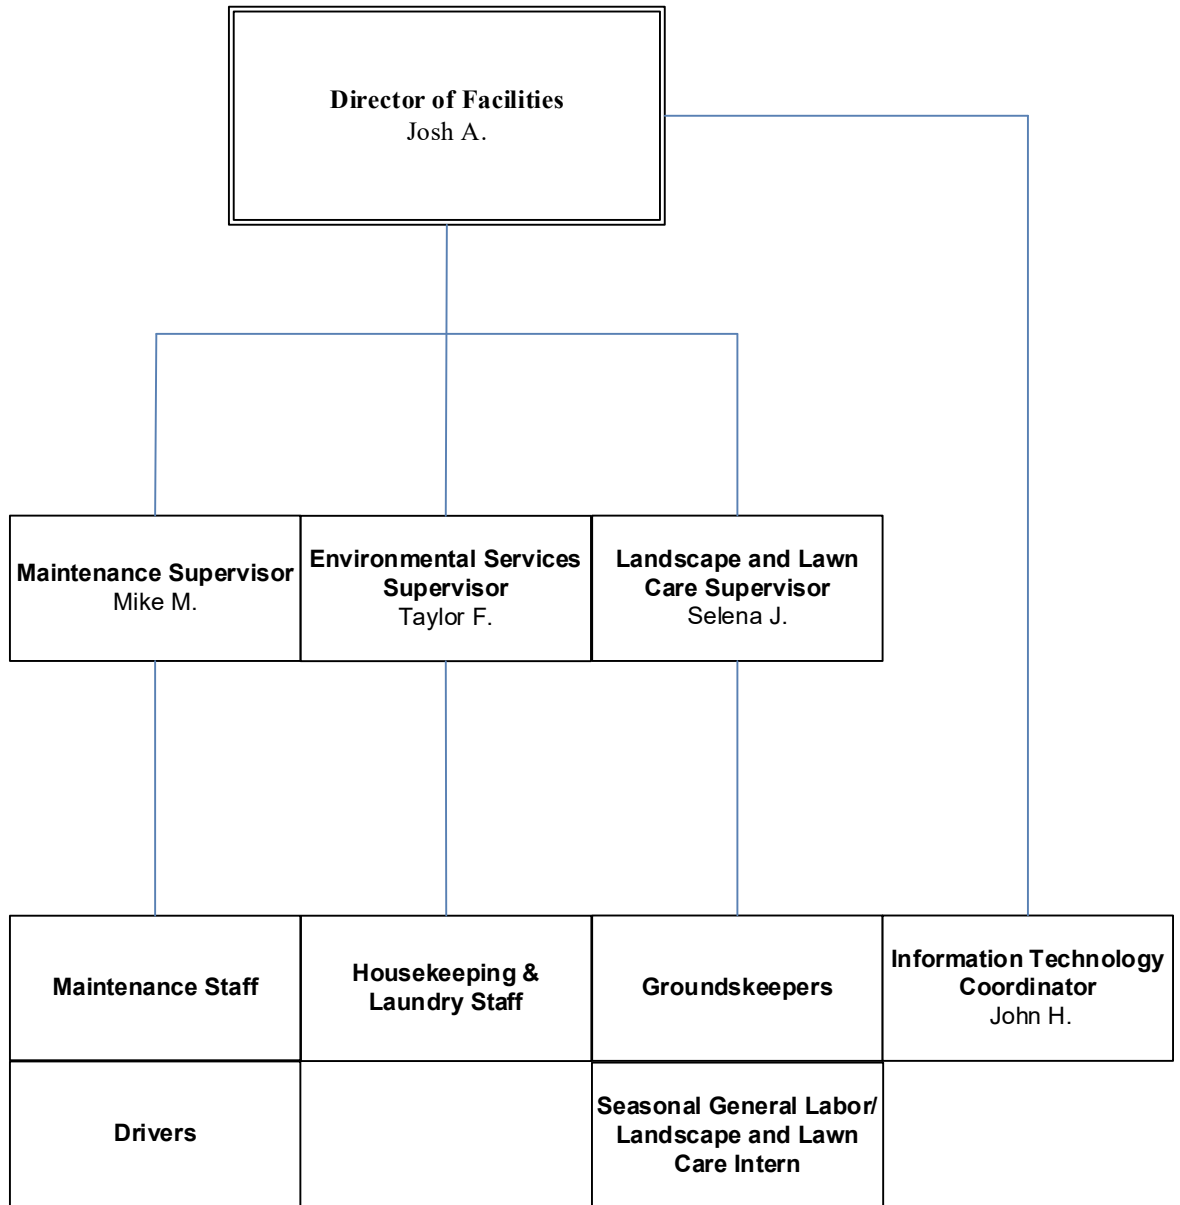 Director of Facilities
Josh A.
Maintenance Supervisor
Mike M.
Environmental Services
Supervisor
Taylor F.
Landscape and Lawn
Care Supervisor
Selena J.
Maintenance Staff
Housekeeping &
Laundry Staff
Groundskeepers
Information Technology
Coordinator
John H.
Drivers
Seasonal General Labor/
Landscape and Lawn
Care Intern